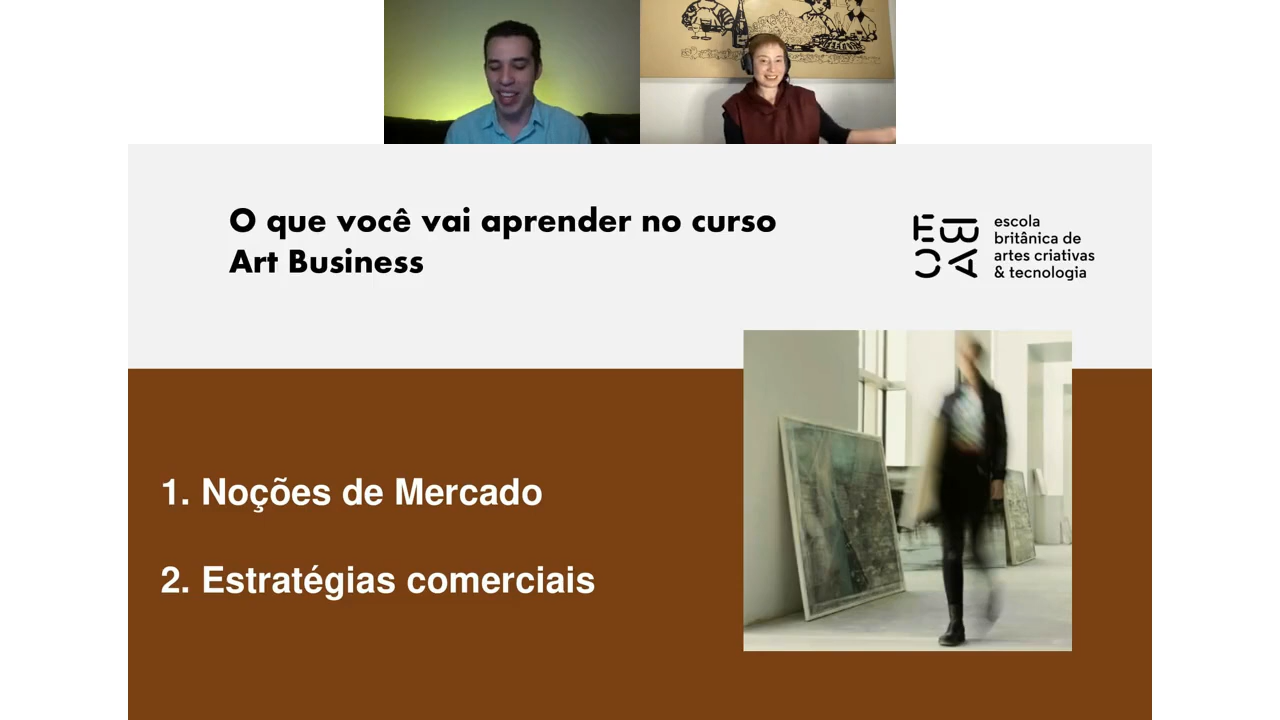 O que você vai aprender no curso
Art Business
EBAC
escola
britânica de
artes criativas
& tecnologia
1. Noções de Mercado
2. Estratégias comerciais